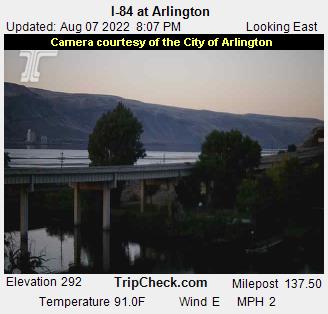 I-84 at Arlington
Updated: Aug 07 2022 8:07 PM Looking East
Camera courtesy of the City of Arlington
Elevation 292 TripCheck.com Milepost 137.50
Temperature 91.0F Wind E MPH 2